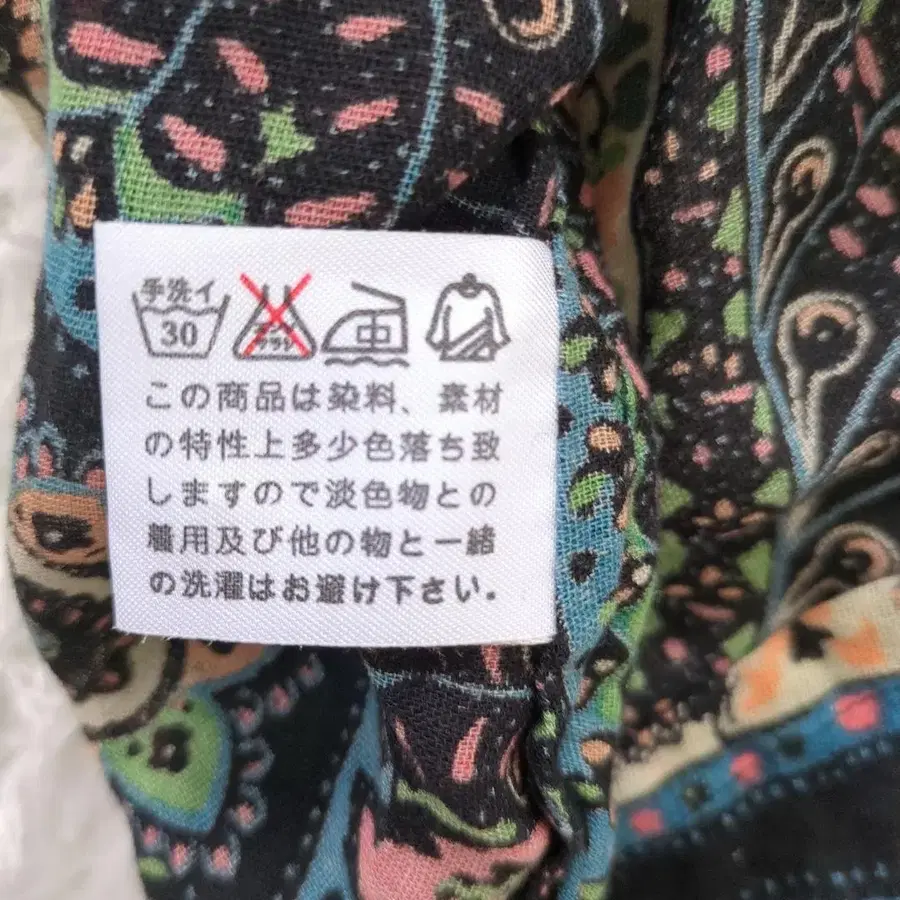 手洗イ
30
中
この商品は染料、素材
の特性上多少色落ち致
しますので淡色物との
着用及び他の物と一緒
の洗濯はお避け下さい。